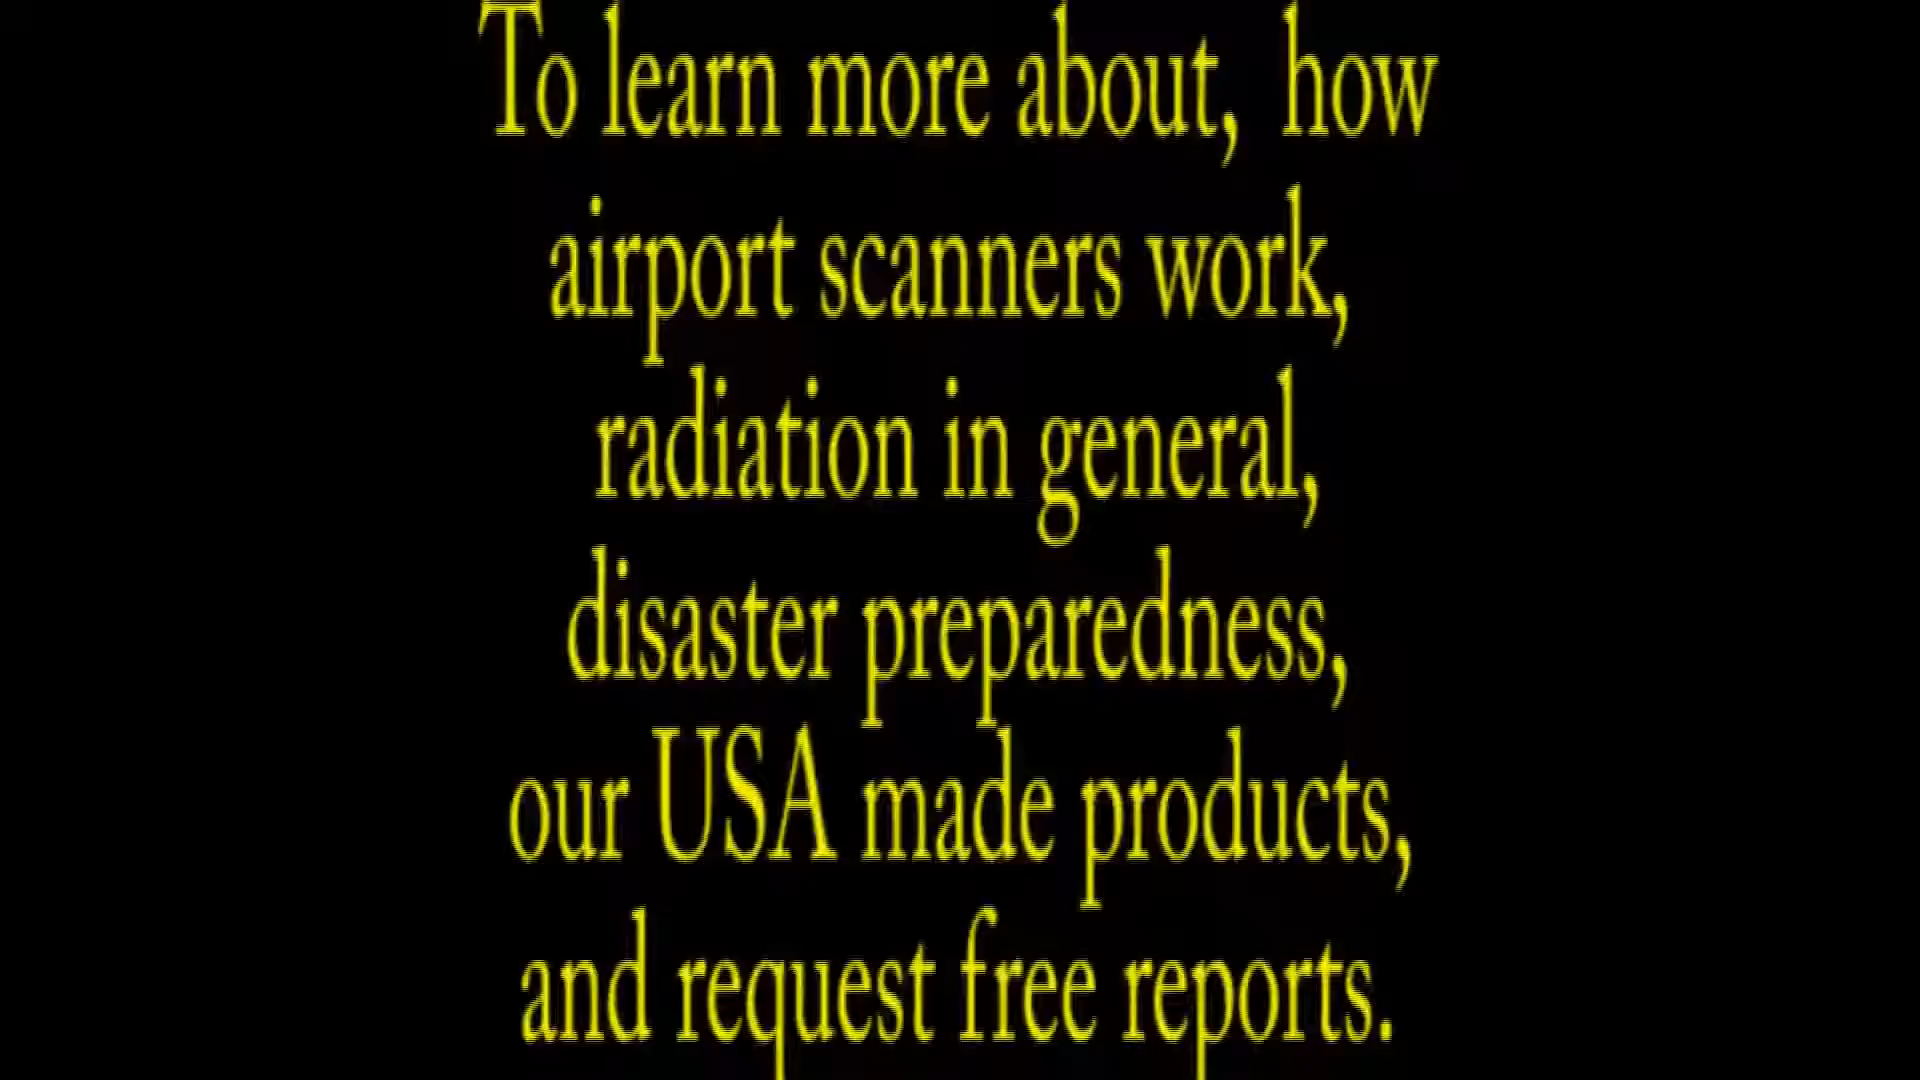 To learn more about,  how
airport scanners work,
radiation in general,
disaster preparedness,
our USA made products,
and request free reports.